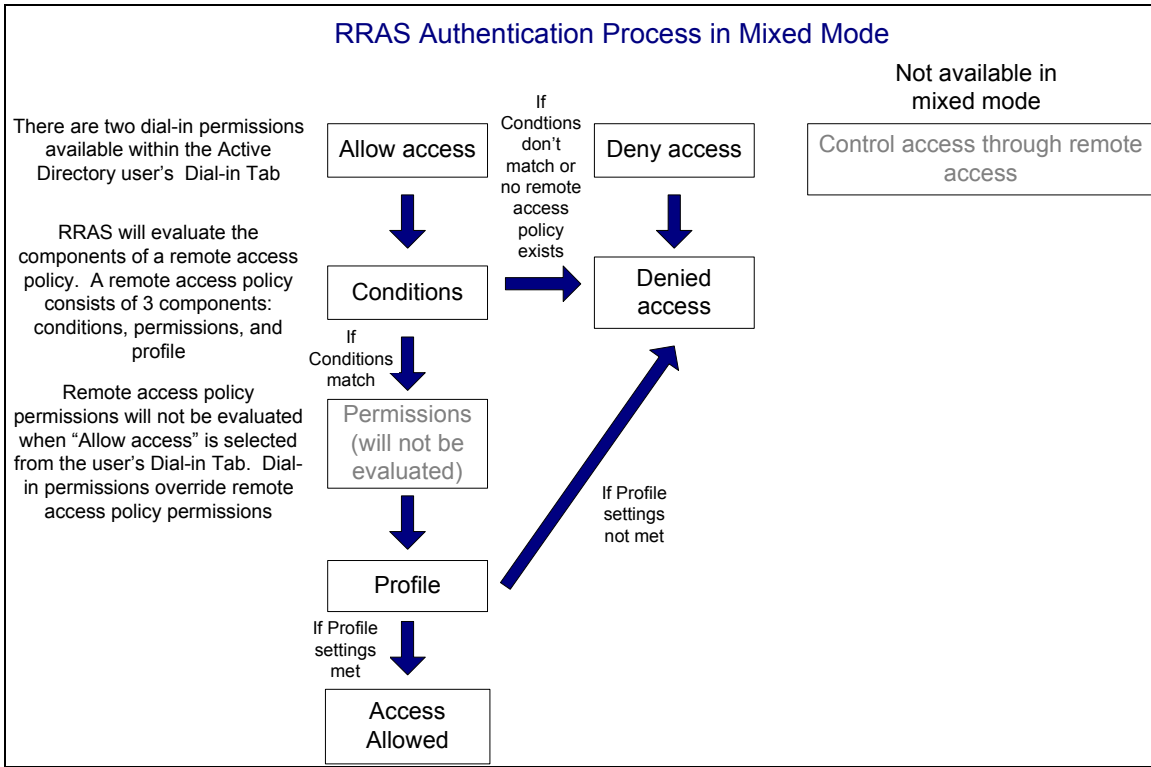 RRAS Authentication Process in Mixed Mode
Not available in
mixed mode
Control access through remote
access
There are two dial-in permissions
available within the Active
Directory user's Dial-in Tab
Allow access
If
Condtions
don't
match or
no remote
access
policy
exists
Deny access
RRAS will evaluate the
components of a remote access
policy. A remote access policy
consists of 3 components:
conditions, permissions, and
profile
Conditions
Denied
access
If
Conditions
match
Remote access policy
permissions will not be evaluated
when “Allow access” is selected
from the user's Dial-in Tab. Dial-
in permissions override remote
access policy permissions
Permissions
(will not be
evaluated)
If Profile
settings
not met
Profile
If Profile
settings
met
Access
Allowed